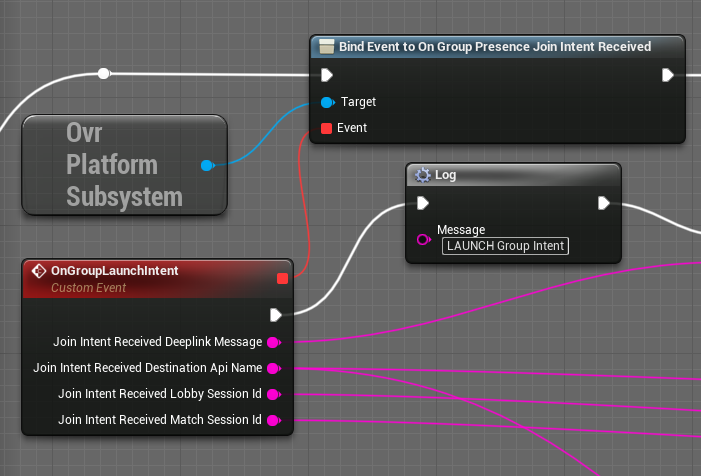 Bind Event to On Group Presence Join Intent Received
Target
Event
Ovr
Platform
Subsystem
Log
Message
LAUNCH Group Intent
OnGroupLaunchIntent
Custom Event
Join Intent Received Deeplink Message
Join Intent Received Destination Api Name
Join Intent Received Lobby Session Id
Join Intent Received Match Session Id